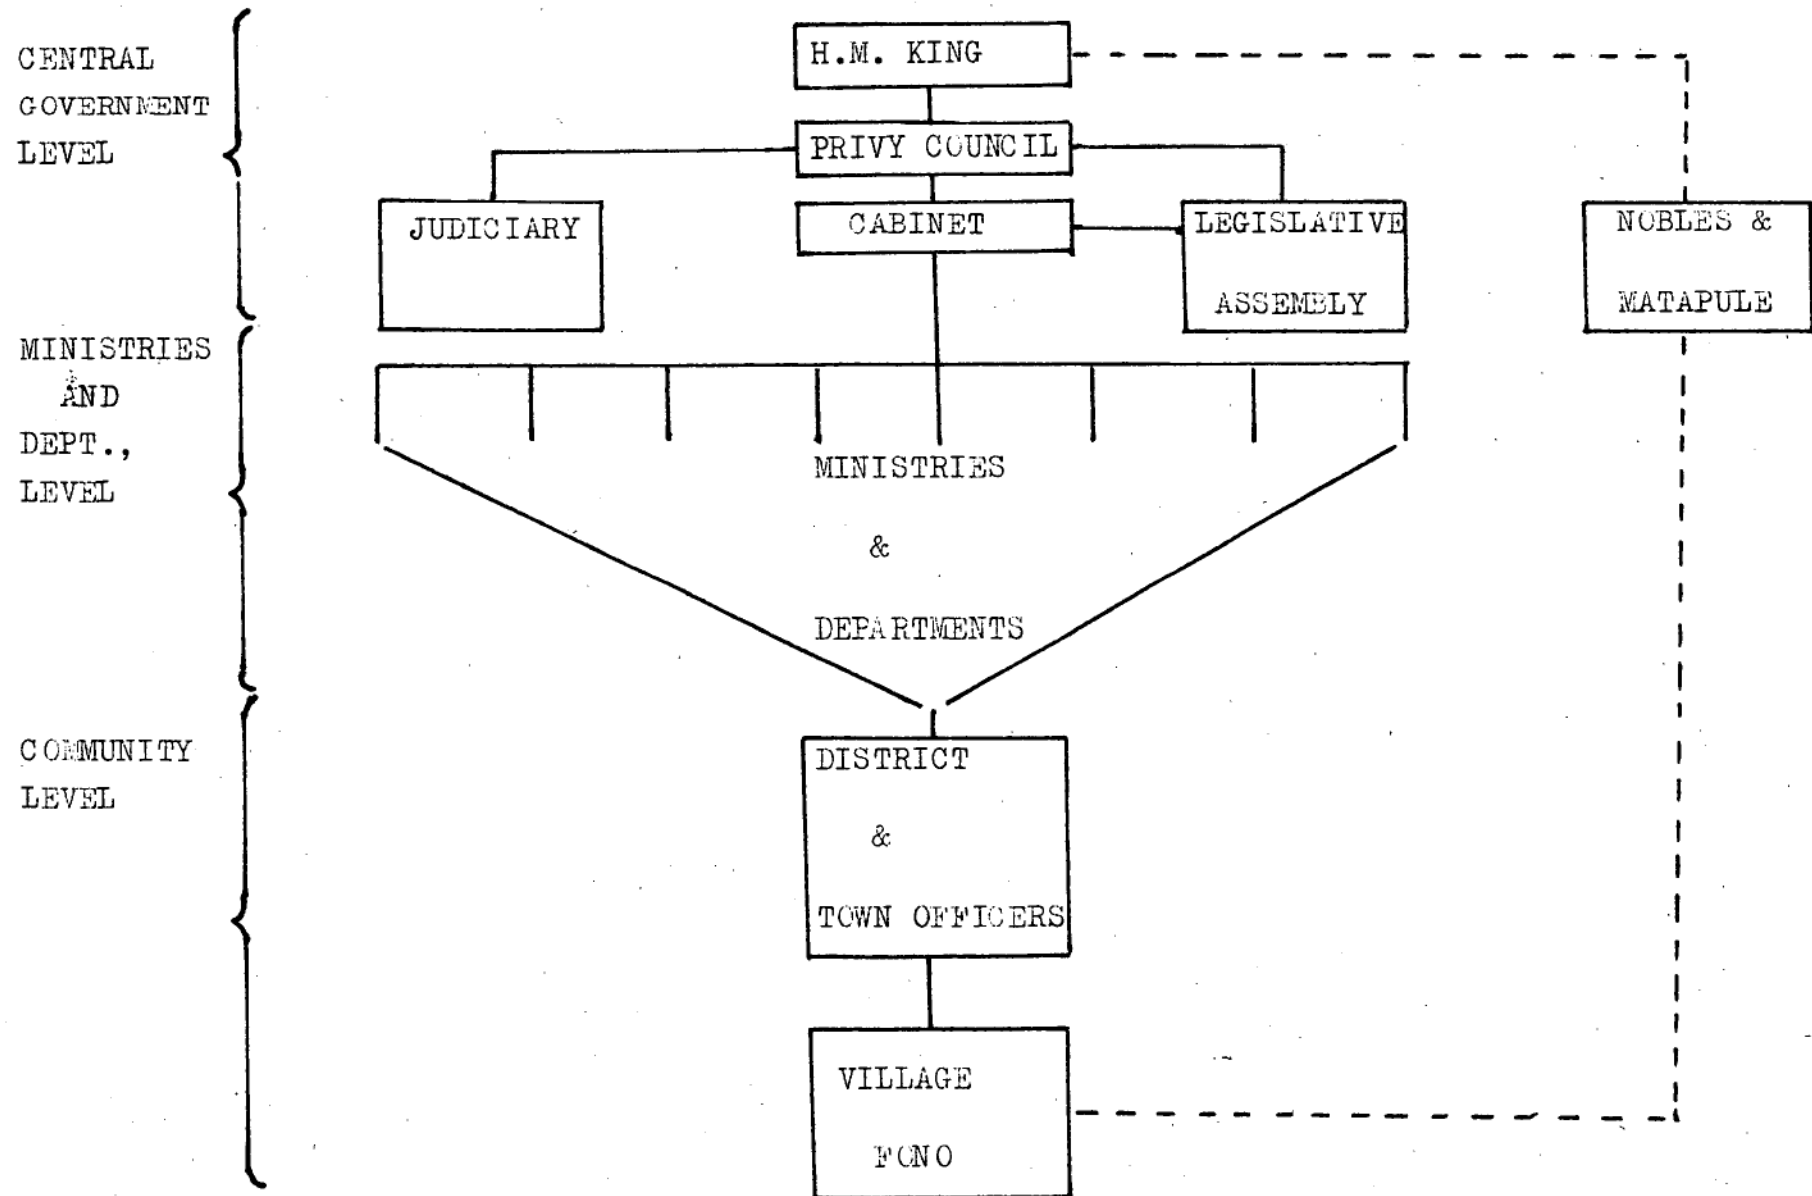 CENTRAL
GOVERNMENT
LEVEL
H.M. KING
PRIVY COUNCIL
JUDICIARY
CABINET
LEGISLATIVE
ASSEMBLY
NOBLES &
MATAPULE
MINISTRIES
AND
DEPT.,
LEVEL
MINISTRIES
&
DEPARTMENTS
COMMUNITY
LEVEL
DISTRICT
&
TOWN OFFICERS
VILLAGE
FONO